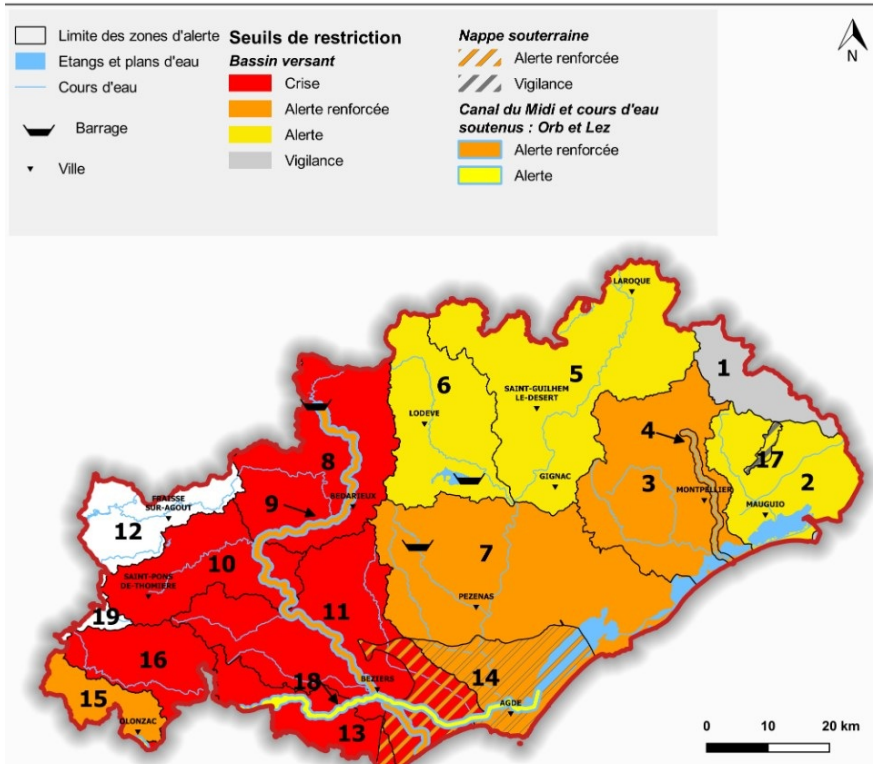 Limite des zones d'alerte
Etangs et plans d'eau
Cours d'eau
Barrage
Ville
Seuils de restriction
Bassin versant
Crise
Alerte renforcée
Alerte
Vigilance
Nappe souterraine
Alerte renforcée
Vigilance
Canal du Midi et cours d'eau
soutenus : Orb et Lez
Alerte renforcée
Alerte
N
LAROQUE
1
5
6
SAINT-GUILHEM
LE-DESERT
LODEVE
4
17
8
2
GIGNAC
3
MONTPELLIER
BEDARIEUX
MAUGUIO
FRAISSE
SUR-AGOUT
9
12
7
10
SAINT-PONS
DE-THOMIERE
PEZENAS
11
19
16
14
18
BEZIERS
15
AGDE
OLONZAC
13
0 10 20 km